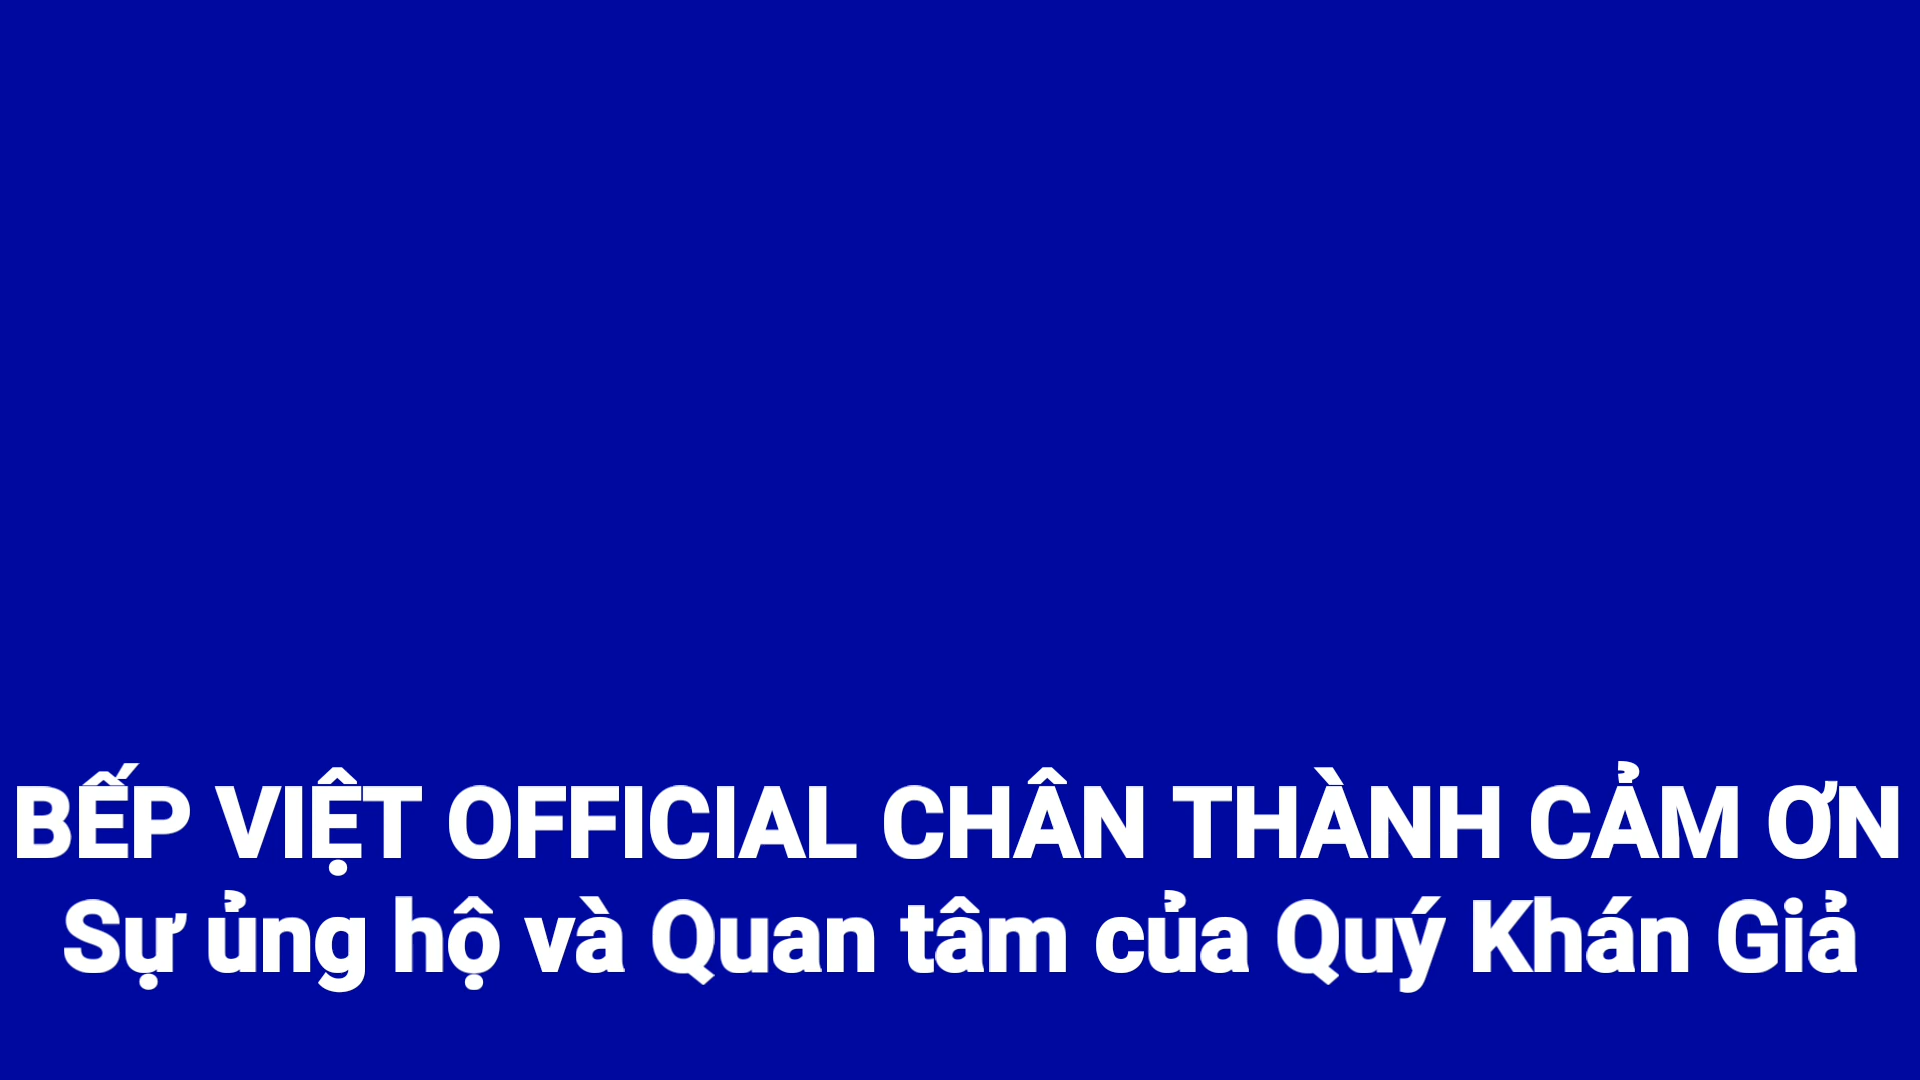 BẾP VIỆT OFFICIAL CHÂN THÀNH CẢM ƠN
Sự ủng hộ và Quan tâm của Quý Khán Giả